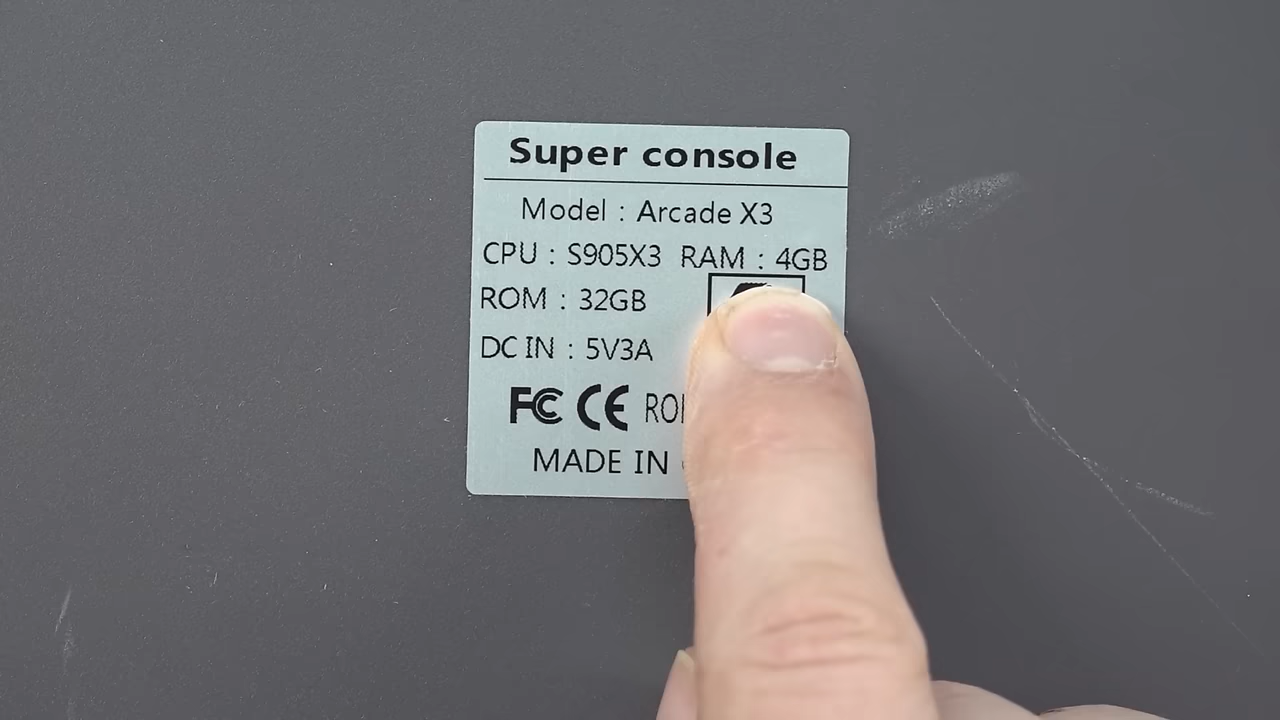 Super console
Model : Arcade X3
CPU : S905X3 RAM : 4GB
ROM : 32GB
DC IN : 5V3A
FC CE
MADE IN